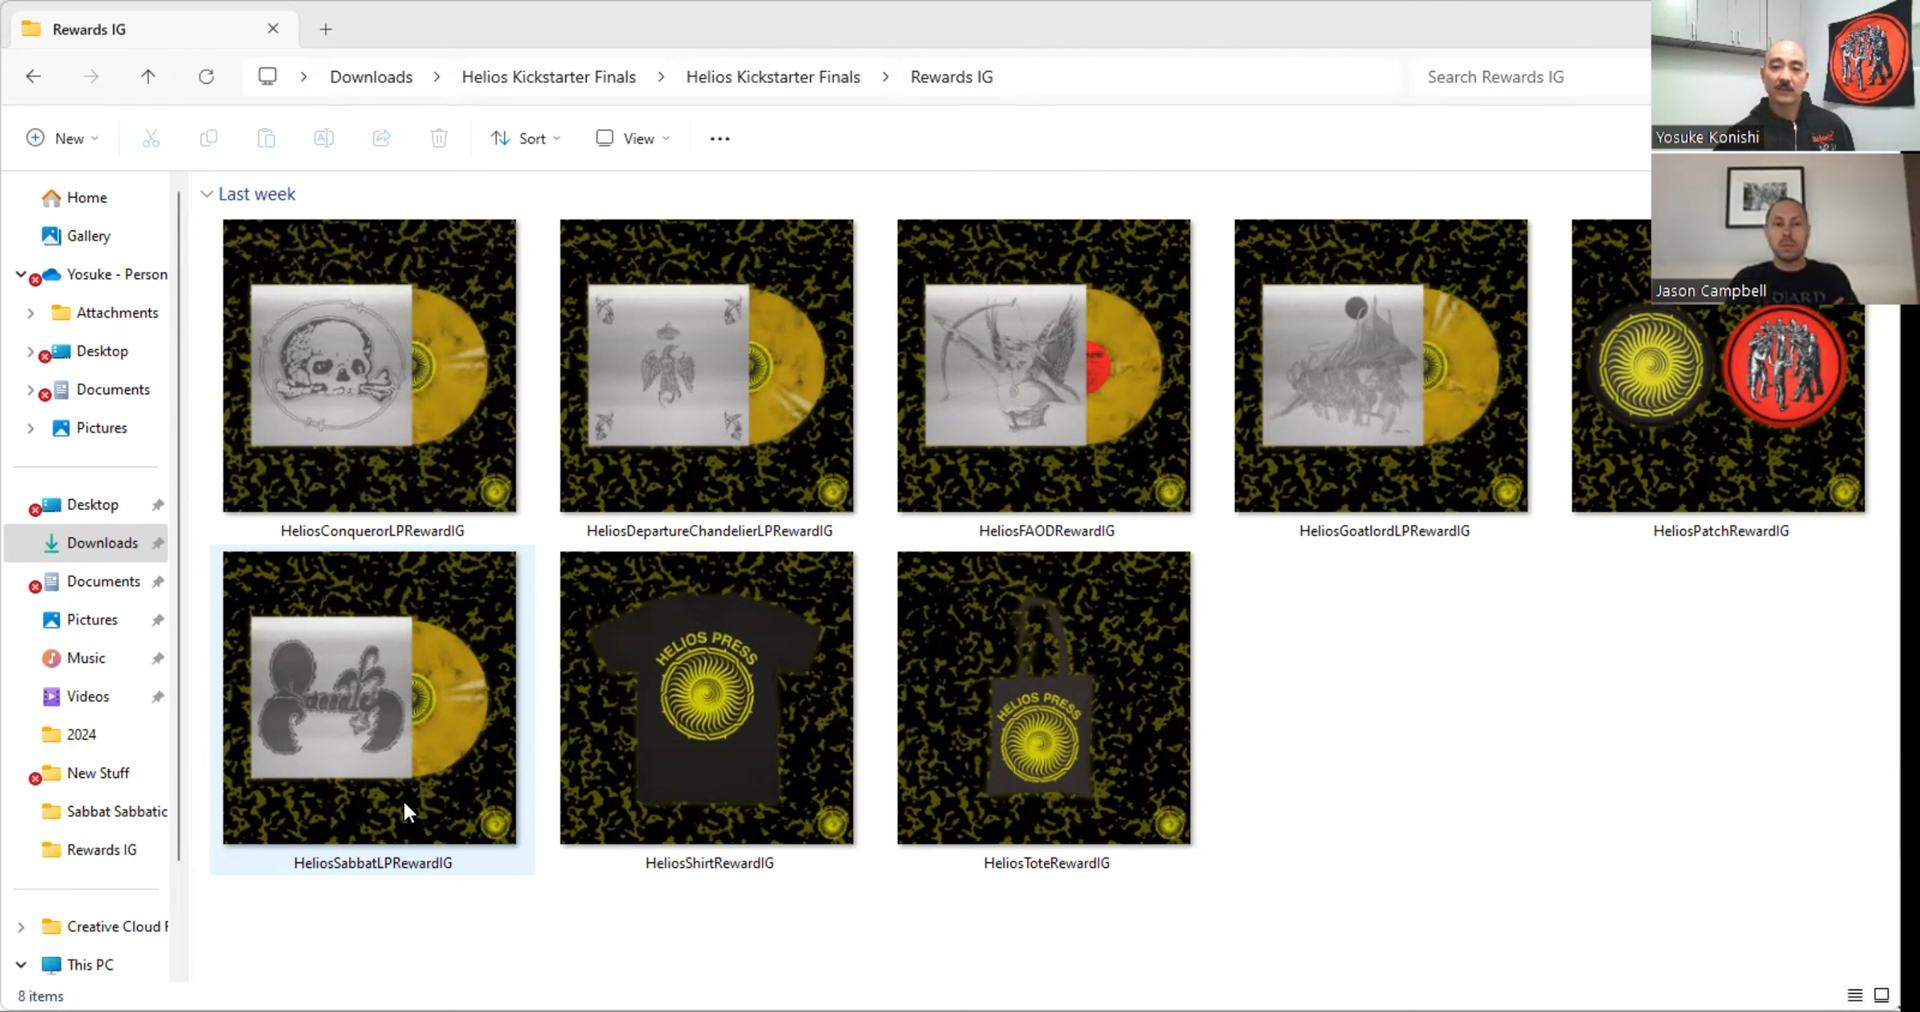 Rewards IG
Downloads
Helios Kickstarter Finals
Helios Kickstarter Finals
Rewards IG
Search Rewards IG
New
Sort
View
Yosuke Konishi
Jason Campbell
Home
Gallery
Yosuke - Person
Attachments
Desktop
Documents
Pictures
Desktop
Downloads
Documents
Pictures
Music
Videos
2024
New Stuff
Sabbat Sabbatic
Rewards IG
Creative Cloud F
This PC
8 items
Last week
HeliosConquerorLPRewardIG
HeliosDepartureChandelierLPRewardIG
HeliosFAODRewardIG
HeliosGoatlordLPRewardIG
HeliosPatchRewardIG
HELIOS PRESS
HELIOS PRESS
HeliosSabbatLPRewardIG
HeliosShirtRewardIG
HeliosToteRewardIG